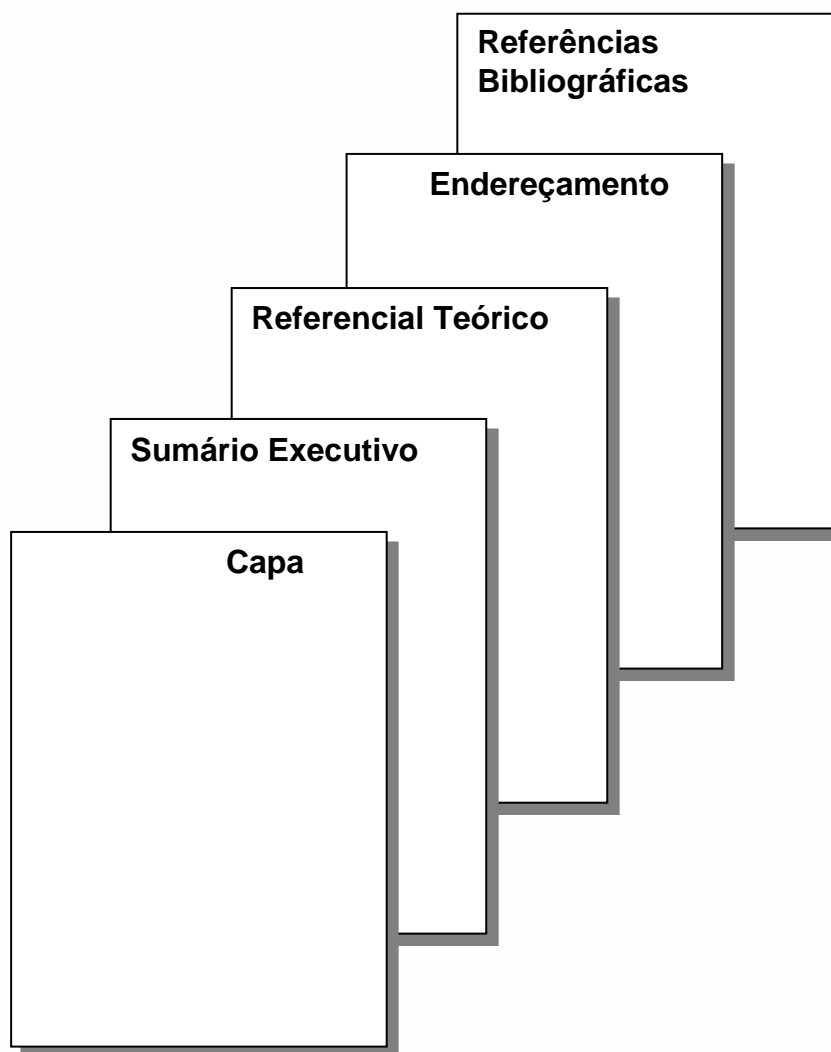 Referências
Bibliográficas
Endereçamento
Referencial Teórico
Sumário Executivo
Capa